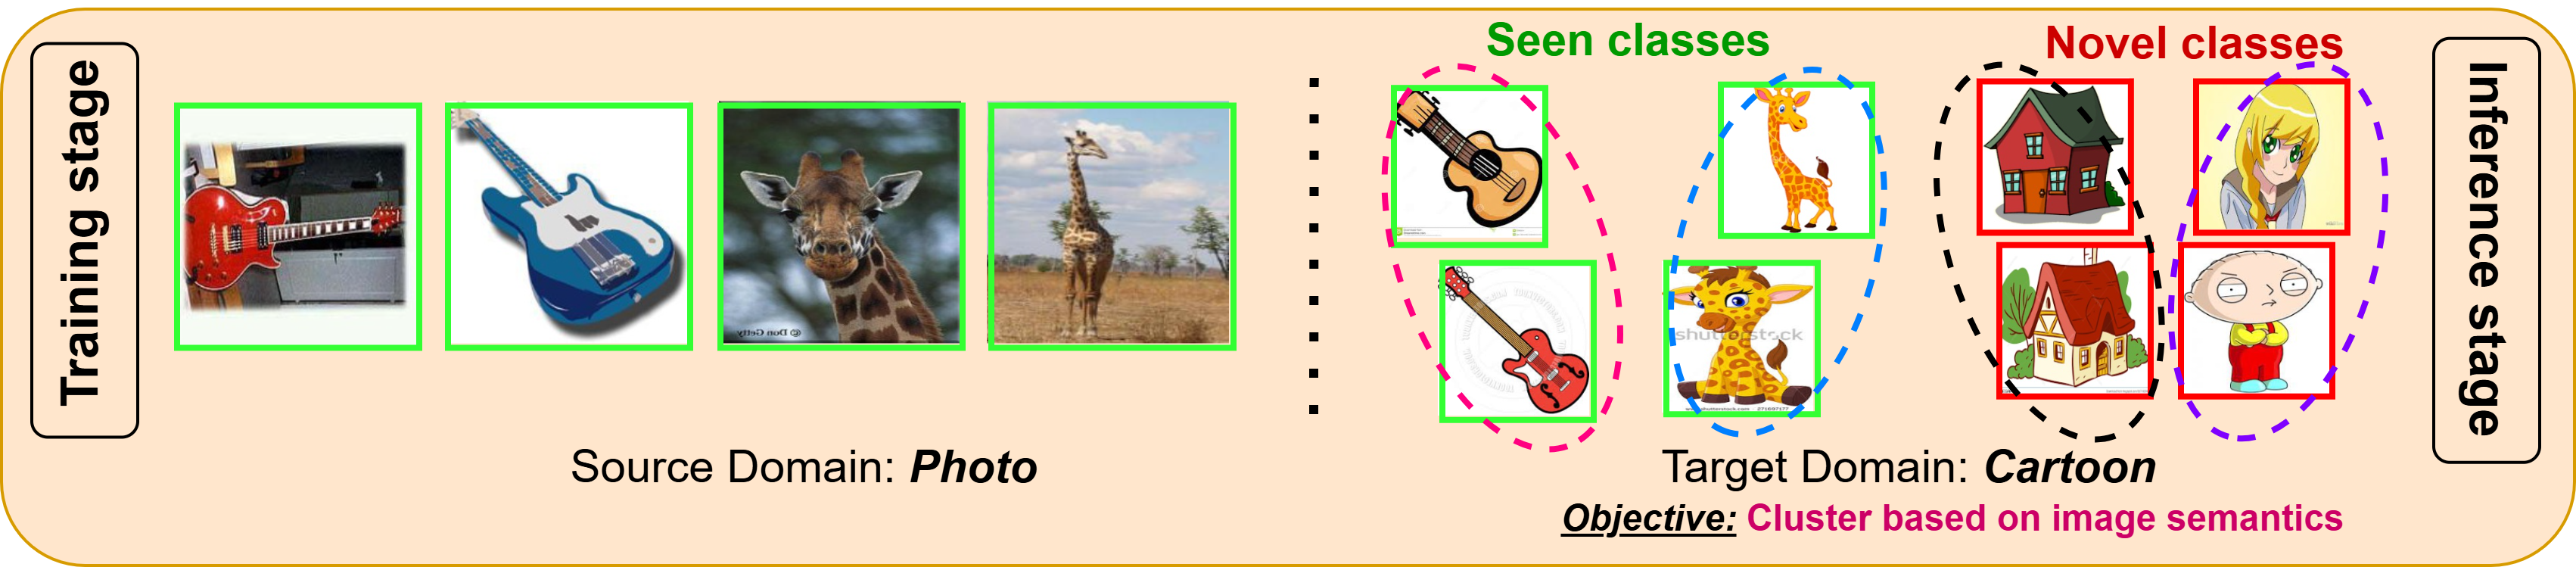 Training stage
Seen classes
Novel classes
Inference stage
© Don Getty
shutterstock
Source Domain: Photo
Target Domain: Cartoon
Objective: Cluster based on image semantics